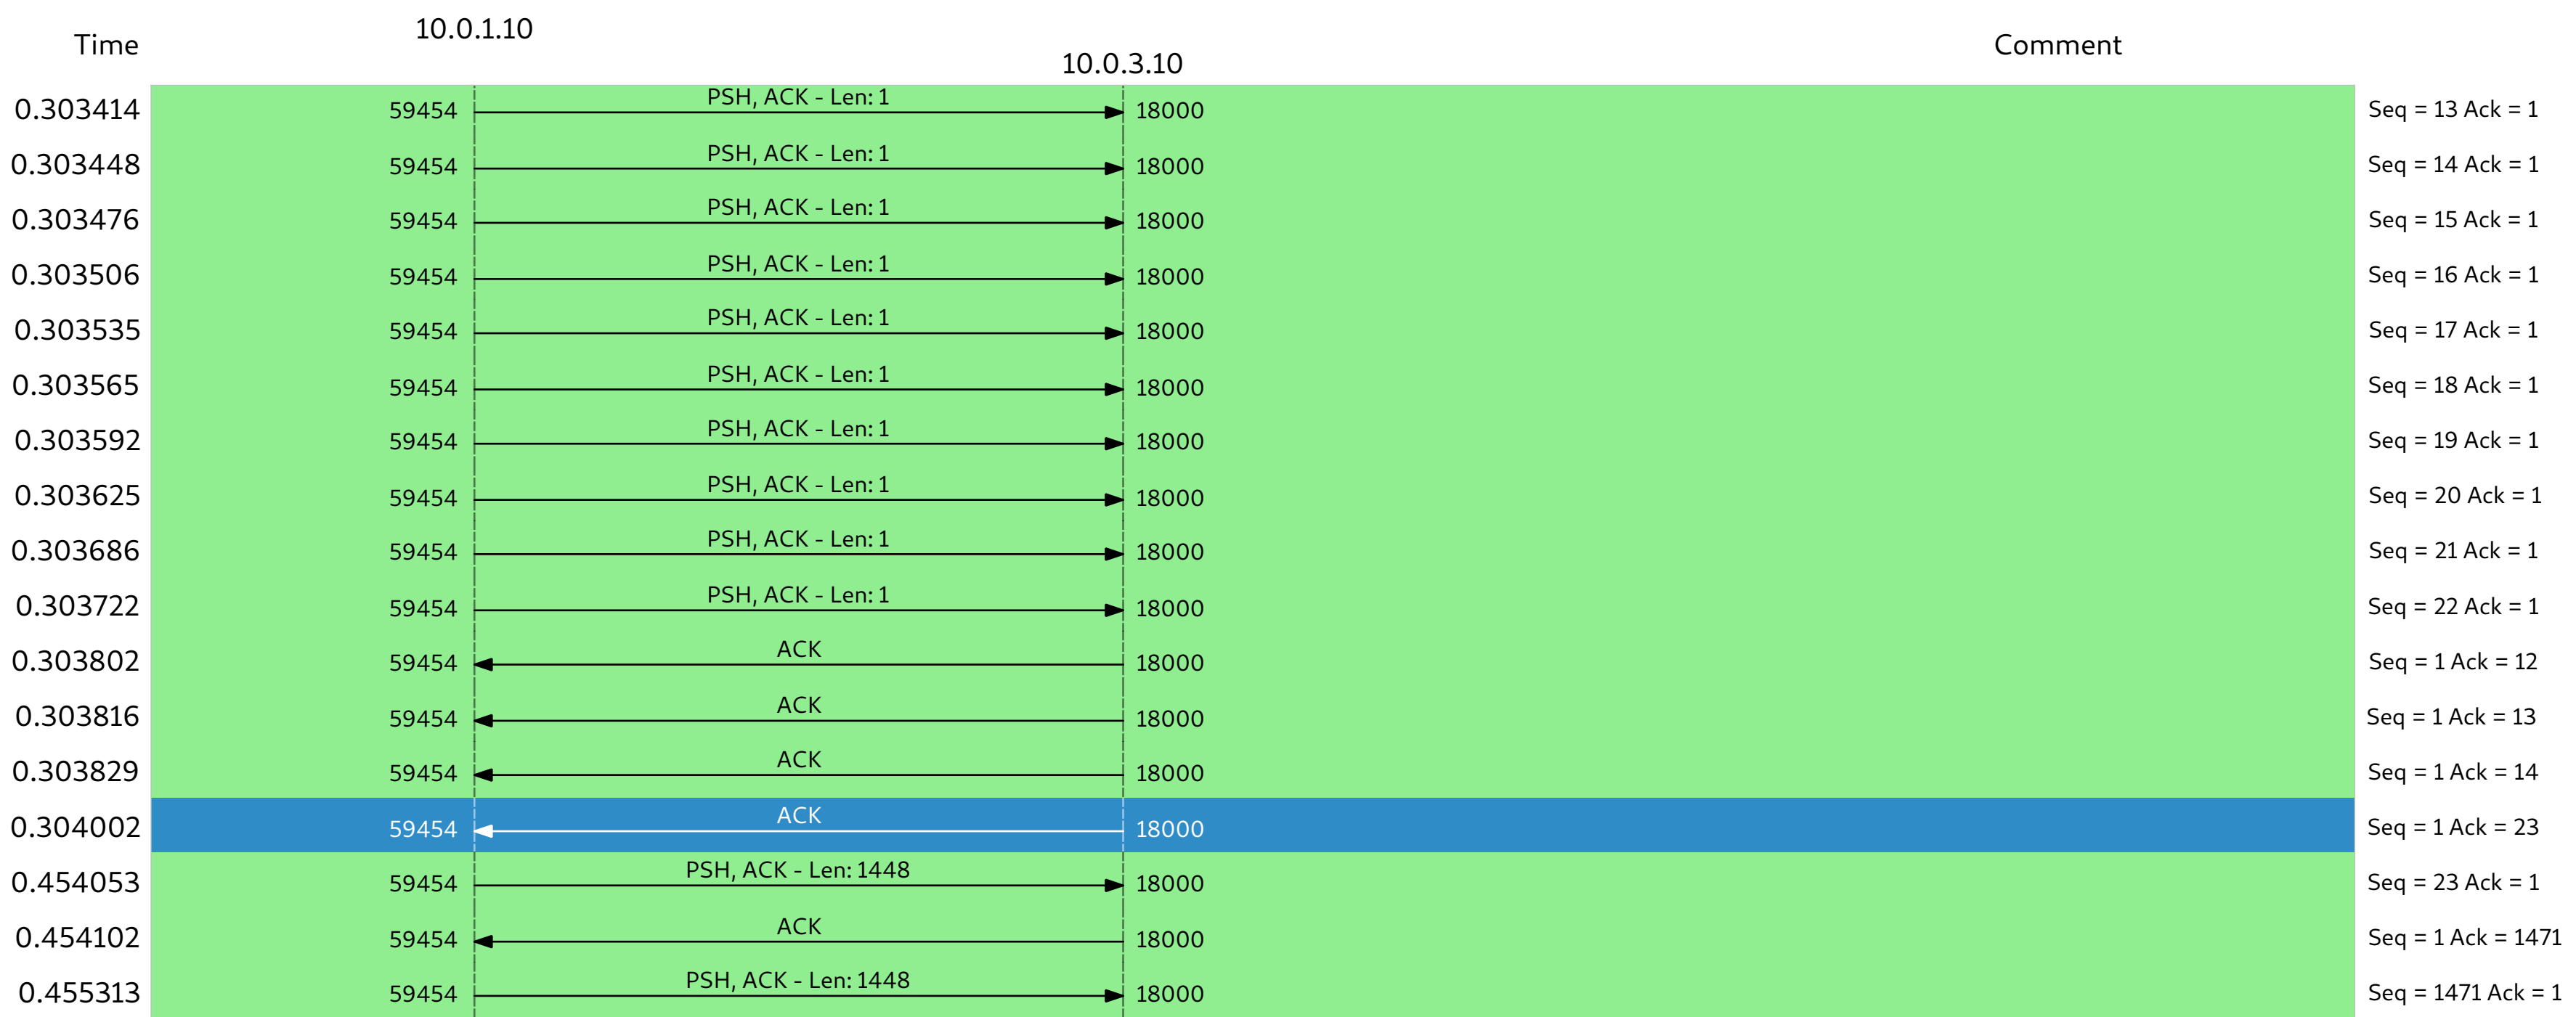 Time 10.0.1.10 10.0.3.10 Comment
0.303414 59454 PSH, ACK - Len: 1 18000 Seq = 13 Ack = 1
0.303448 59454 PSH, ACK - Len: 1 18000 Seq = 14 Ack = 1
0.303476 59454 PSH, ACK - Len: 1 18000 Seq = 15 Ack = 1
0.303506 59454 PSH, ACK - Len: 1 18000 Seq = 16 Ack = 1
0.303535 59454 PSH, ACK - Len: 1 18000 Seq = 17 Ack = 1
0.303565 59454 PSH, ACK - Len: 1 18000 Seq = 18 Ack = 1
0.303592 59454 PSH, ACK - Len: 1 18000 Seq = 19 Ack = 1
0.303625 59454 PSH, ACK - Len: 1 18000 Seq = 20 Ack = 1
0.303686 59454 PSH, ACK - Len: 1 18000 Seq = 21 Ack = 1
0.303722 59454 PSH, ACK - Len: 1 18000 Seq = 22 Ack = 1
0.303802 59454 ACK 18000 Seq = 1 Ack = 12
0.303816 59454 ACK 18000 Seq = 1 Ack = 13
0.303829 59454 ACK 18000 Seq = 1 Ack = 14
0.304002 59454 ACK 18000 Seq = 1 Ack = 23
0.454053 59454 PSH, ACK - Len: 1448 18000 Seq = 23 Ack = 1
0.454102 59454 ACK 18000 Seq = 1 Ack = 1471
0.455313 59454 PSH, ACK - Len: 1448 18000 Seq = 1471 Ack = 1